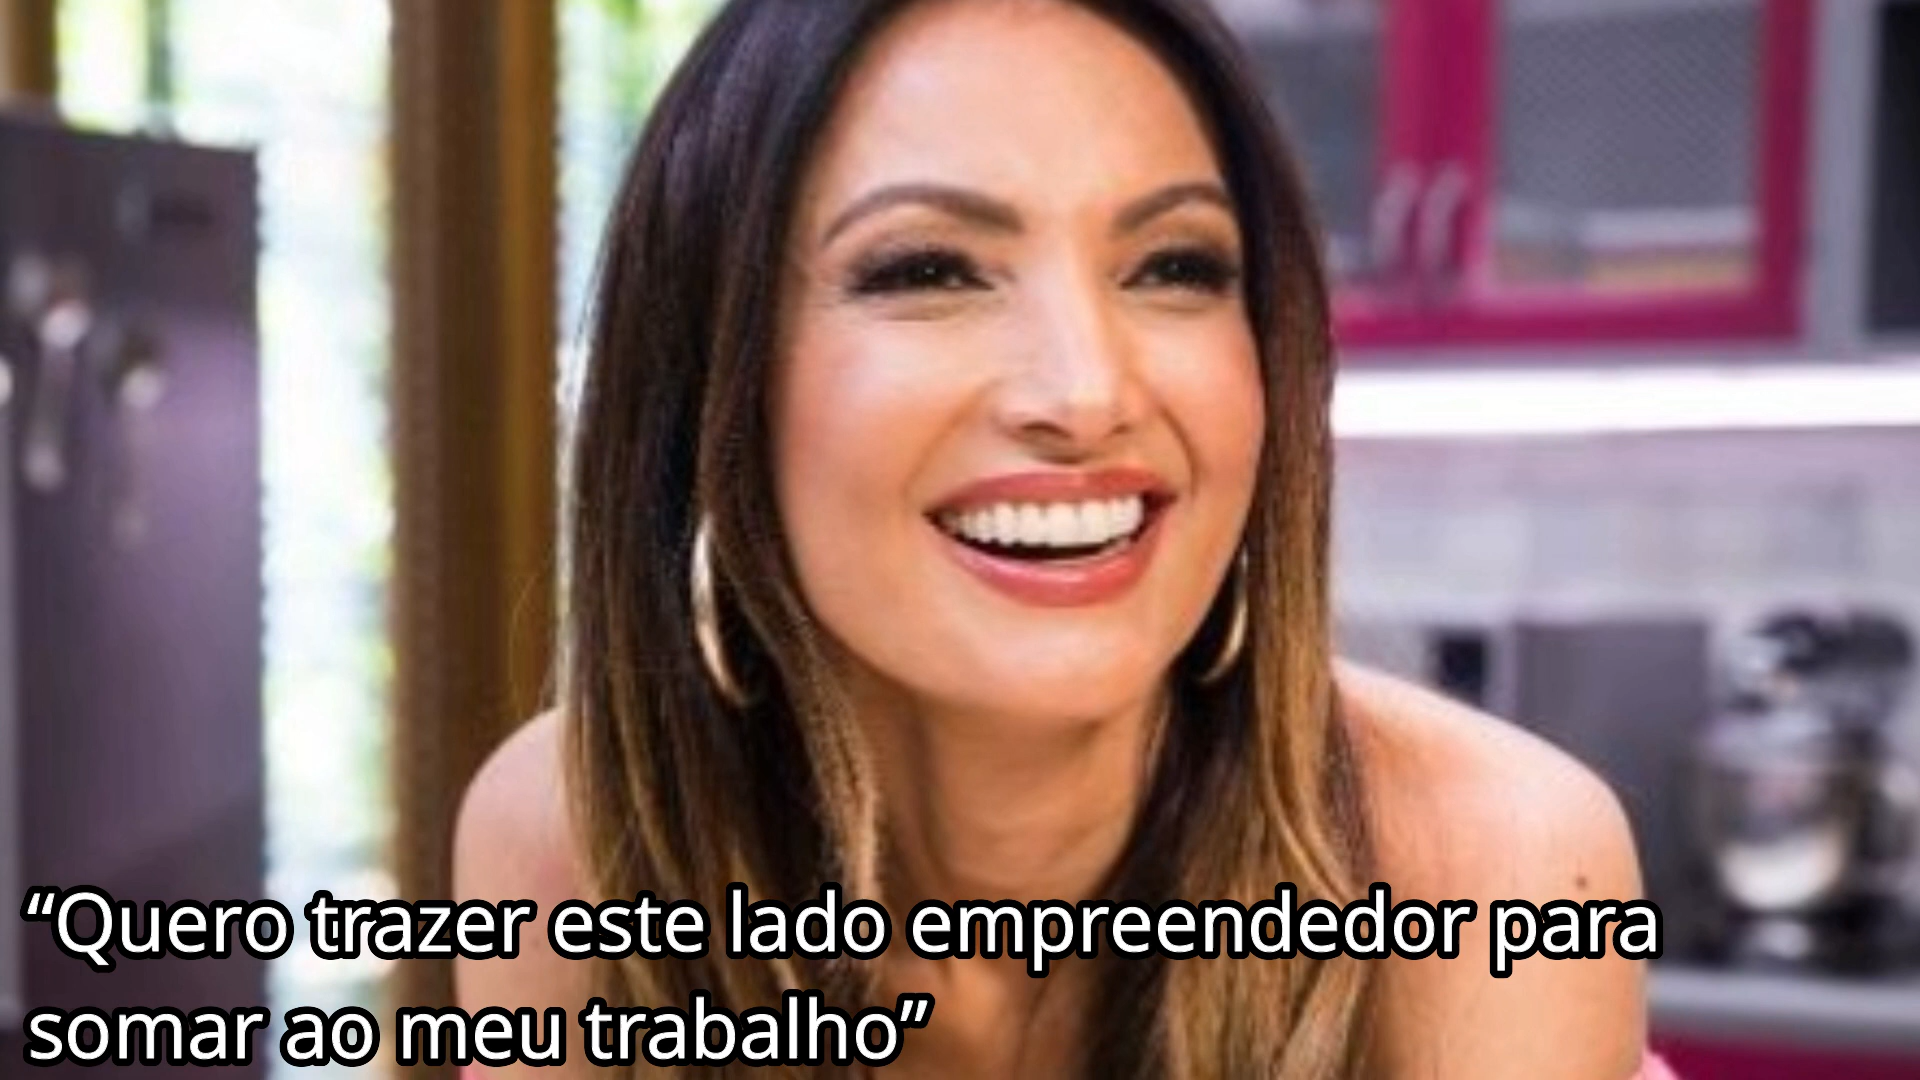 “Quero trazer este lado empreendedor para
somar ao meu trabalho”